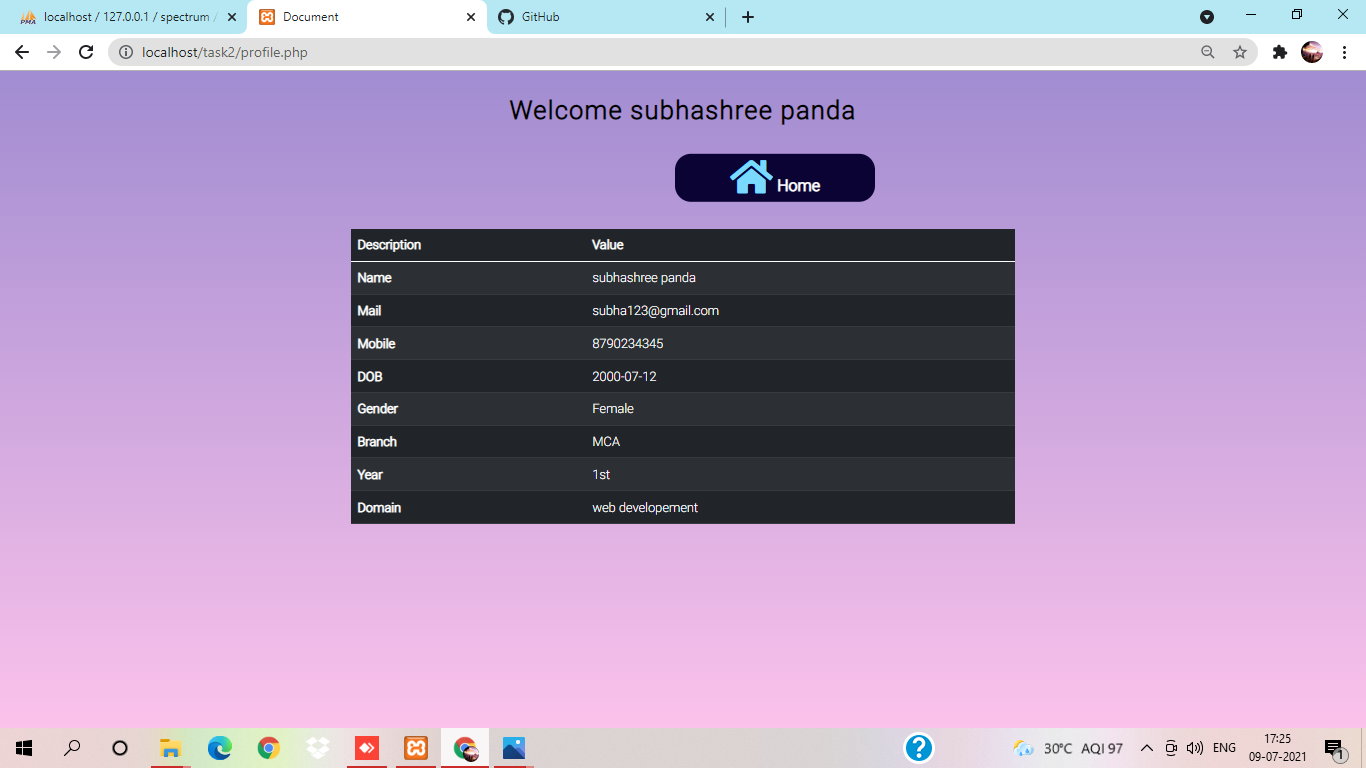 localhost / 127.0.0.1 / spectrum /
Document
GitHub
localhost/task2/profile.php
Welcome subhashree panda
Home
Description Value
Name subhashree panda
Mail subha123@gmail.com
Mobile 8790234345
DOB 2000-07-12
Gender Female
Branch MCA
Year 1st
Domain web developement
30°C AQI 97 ENG 17:25
09-07-2021
1